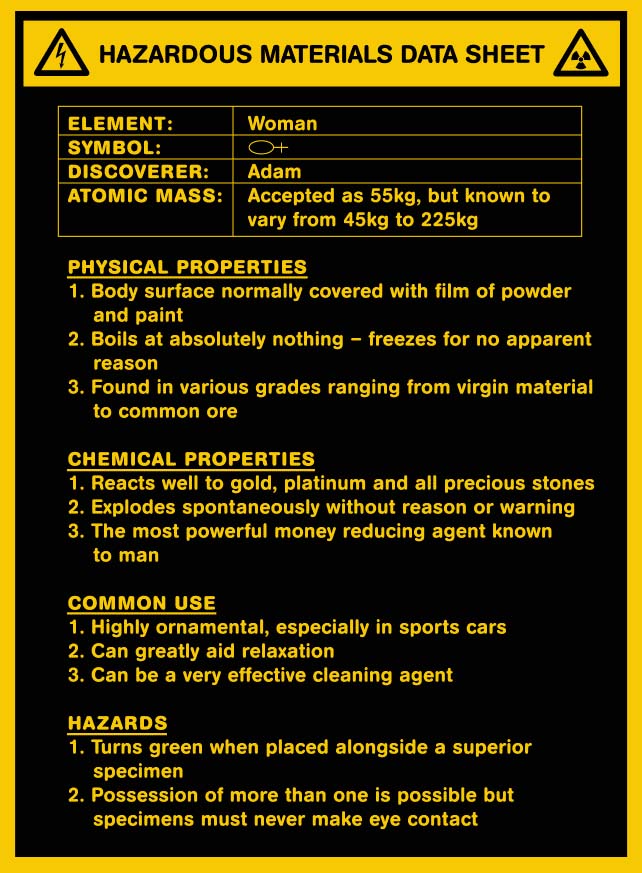 HAZARDOUS MATERIALS DATA SHEET
ELEMENT: Woman
SYMBOL:
DISCOVERER: Adam
ATOMIC MASS: Accepted as 55kg, but known to
vary from 45kg to 225kg
PHYSICAL PROPERTIES
1. Body surface normally covered with film of powder
and paint
2. Boils at absolutely nothing – freezes for no apparent
reason
3. Found in various grades ranging from virgin material
to common ore
CHEMICAL PROPERTIES
1. Reacts well to gold, platinum and all precious stones
2. Explodes spontaneously without reason or warning
3. The most powerful money reducing agent known
to man
COMMON USE
1. Highly ornamental, especially in sports cars
2. Can greatly aid relaxation
3. Can be a very effective cleaning agent
HAZARDS
1. Turns green when placed alongside a superior
specimen
2. Possession of more than one is possible but
specimens must never make eye contact